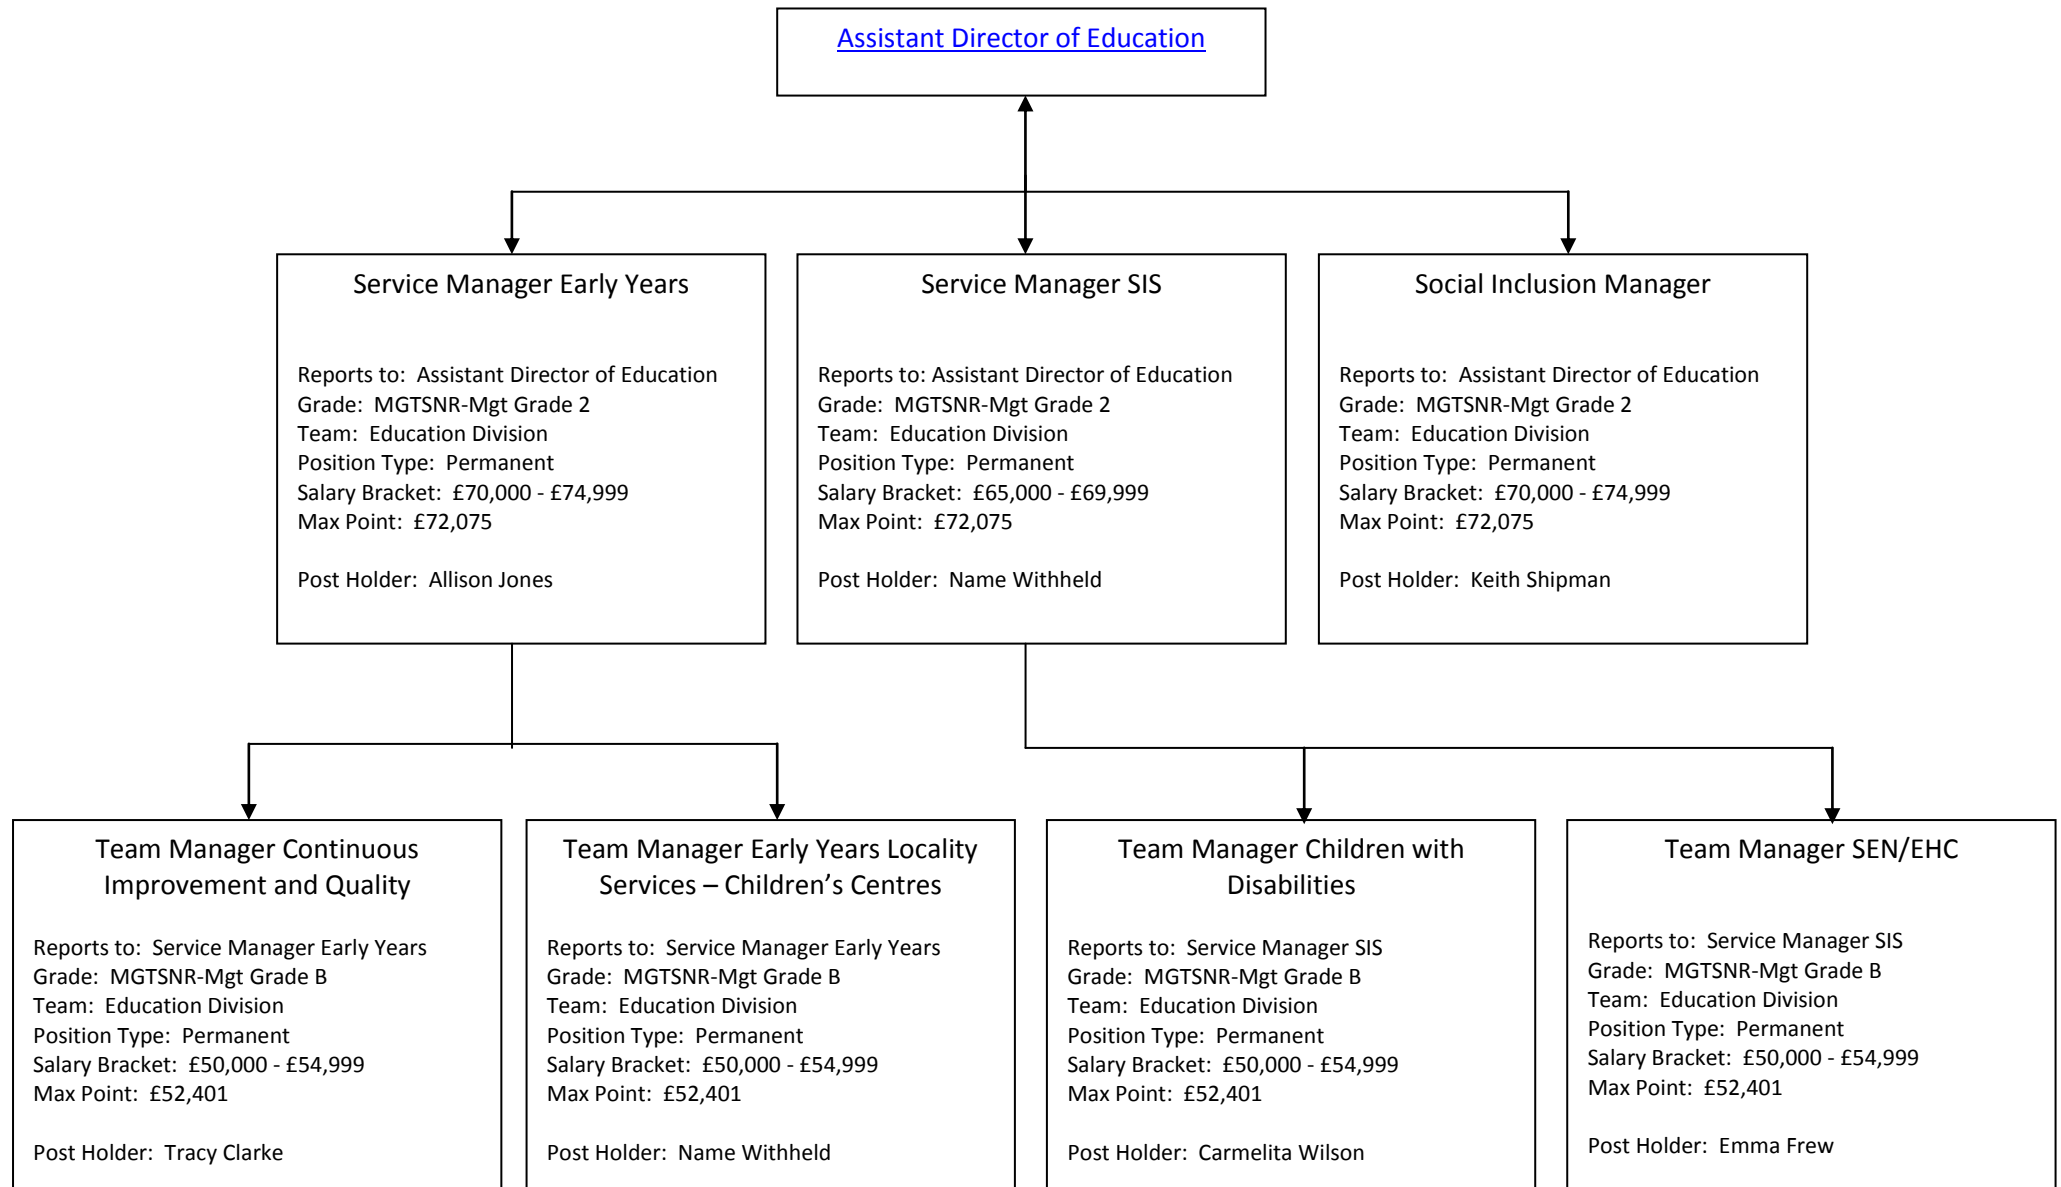 Assistant Director of Education
Service Manager Early Years
Reports to: Assistant Director of Education
Grade: MGTSNR-Mgt Grade 2
Team: Education Division
Position Type: Permanent
Salary Bracket: £70,000 - £74,999
Max Point: £72,075
Post Holder: Allison Jones
Service Manager SIS
Reports to: Assistant Director of Education
Grade: MGTSNR-Mgt Grade 2
Team: Education Division
Position Type: Permanent
Salary Bracket: £65,000 - £69,999
Max Point: £72,075
Post Holder: Name Withheld
Social Inclusion Manager
Reports to: Assistant Director of Education
Grade: MGTSNR-Mgt Grade 2
Team: Education Division
Position Type: Permanent
Salary Bracket: £70,000 - £74,999
Max Point: £72,075
Post Holder: Keith Shipman
Team Manager Continuous
Improvement and Quality
Reports to: Service Manager Early Years
Grade: MGTSNR-Mgt Grade B
Team: Education Division
Position Type: Permanent
Salary Bracket: £50,000 - £54,999
Max Point: £52,401
Post Holder: Tracy Clarke
Team Manager Early Years Locality
Services – Children’s Centres
Reports to: Service Manager Early Years
Grade: MGTSNR-Mgt Grade B
Team: Education Division
Position Type: Permanent
Salary Bracket: £50,000 - £54,999
Max Point: £52,401
Post Holder: Name Withheld
Team Manager Children with
Disabilities
Reports to: Service Manager SIS
Grade: MGTSNR-Mgt Grade B
Team: Education Division
Position Type: Permanent
Salary Bracket: £50,000 - £54,999
Max Point: £52,401
Post Holder: Carmelita Wilson
Team Manager SEN/EHC
Reports to: Service Manager SIS
Grade: MGTSNR-Mgt Grade B
Team: Education Division
Position Type: Permanent
Salary Bracket: £50,000 - £54,999
Max Point: £52,401
Post Holder: Emma Frew